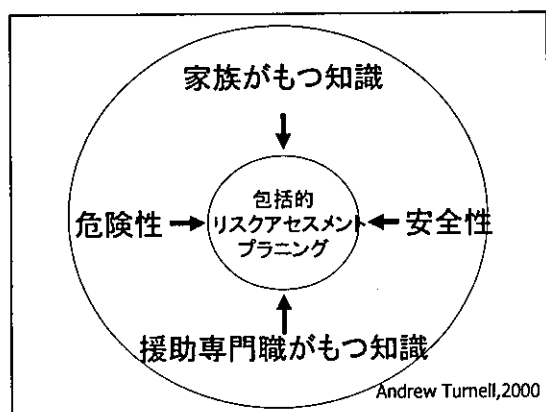 家族がもつ知識
包括的
危険性 リスクアセスメント 安全性
プラニング
援助専門職がもつ知識
Andrew Turnell,2000